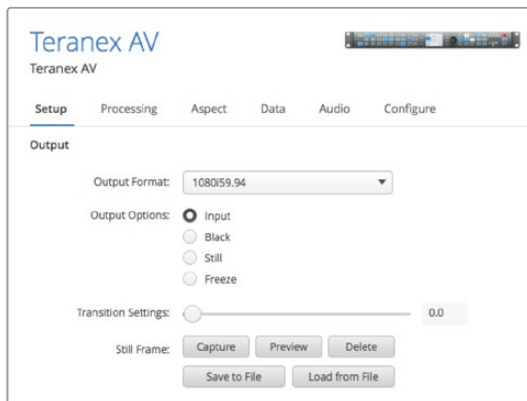 Teranex AV
Teranex AV
Setup Processing Aspect Data Audio Configure
Output
Output Format: 1080i59.94
Output Options: Input
Black
Still
Freeze
Transition Settings: 0.0
Still Frame: Capture Preview Delete
Save to File Load from File